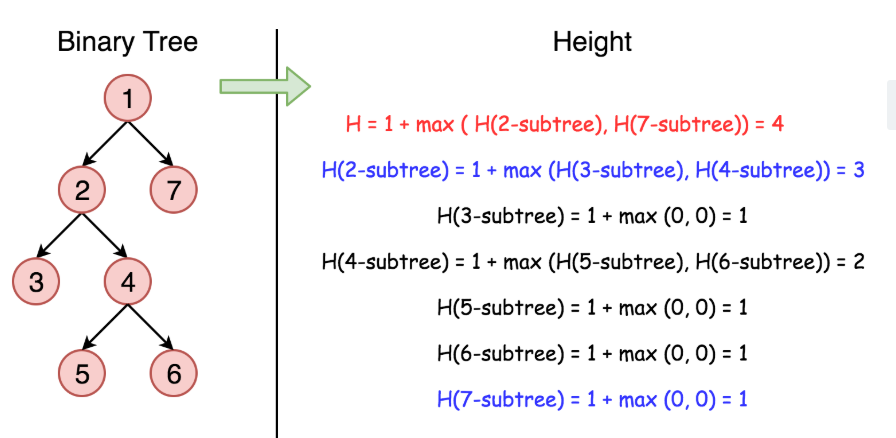 Binary Tree
Height
1
2
7
3
4
5
6
H = 1 + max ( H(2-subtree), H(7-subtree)) = 4
H(2-subtree) = 1 + max (H(3-subtree), H(4-subtree)) = 3
H(3-subtree) = 1 + max (0, 0) = 1
H(4-subtree) = 1 + max (H(5-subtree), H(6-subtree)) = 2
H(5-subtree) = 1 + max (0, 0) = 1
H(6-subtree) = 1 + max (0, 0) = 1
H(7-subtree) = 1 + max (0, 0) = 1